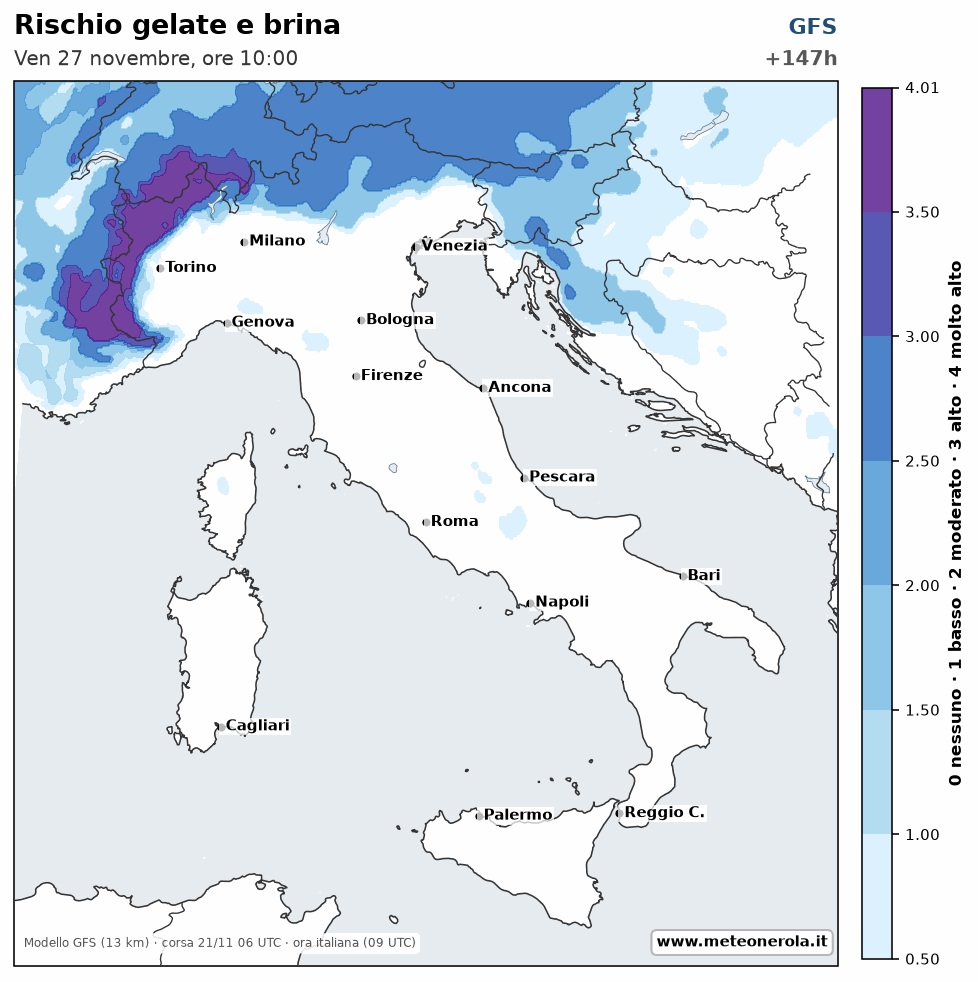 Rischio gelate e brina
GFS
Ven 27 novembre, ore 10:00
+147h
4.01
3.50
3.00
2.50
2.00
1.50
1.00
0.50
0 nessuno · 1 basso · 2 moderato · 3 alto · 4 molto alto
Milano
Venezia
Torino
Genova
Bologna
Firenze
Ancona
Pescara
Roma
Bari
Napoli
Cagliari
Palermo
Reggio C.
Modello GFS (13 km) · corsa 21/11 06 UTC · ora italiana (09 UTC)
www.meteonerola.it